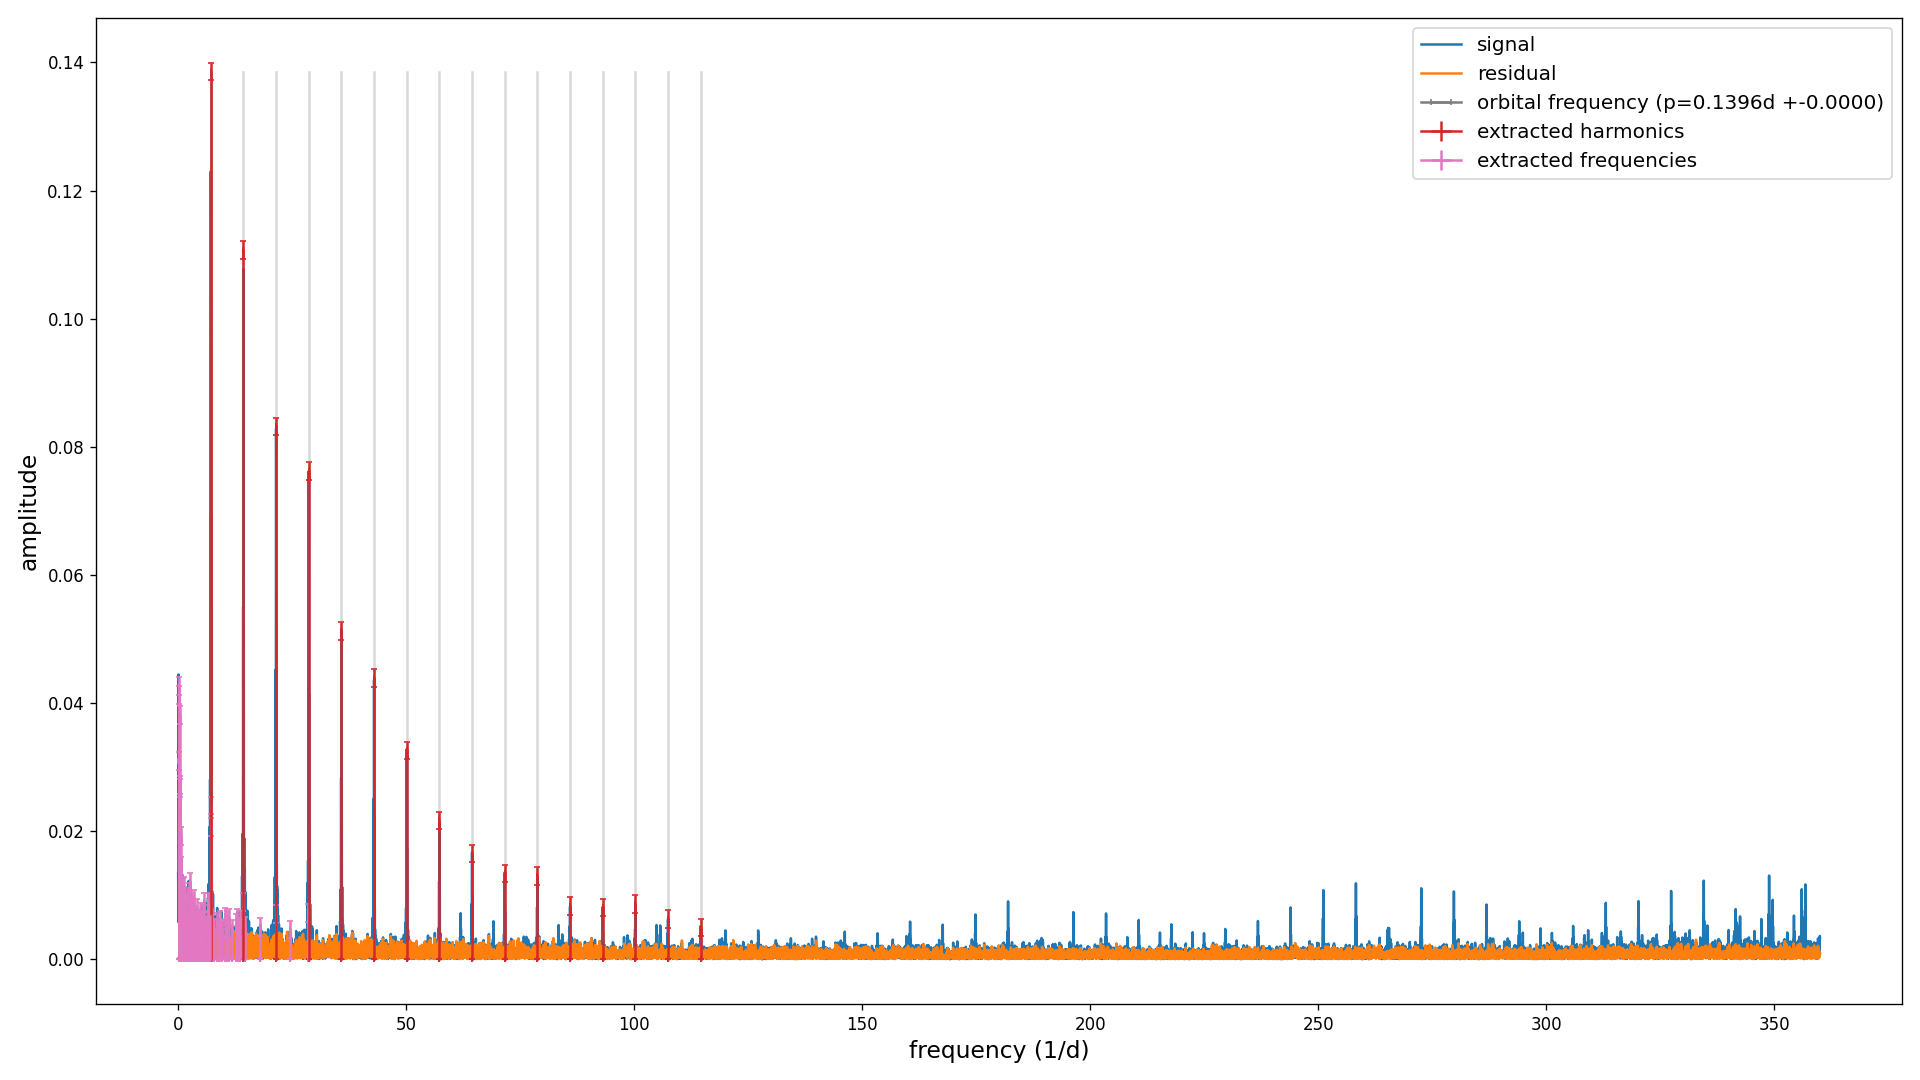 signal
residual
orbital frequency (p=0.1396d +-0.0000)
extracted harmonics
extracted frequencies
amplitude
0.14
0.12
0.10
0.08
0.06
0.04
0.02
0.00
0 50 100 150 200 250 300 350
frequency (1/d)